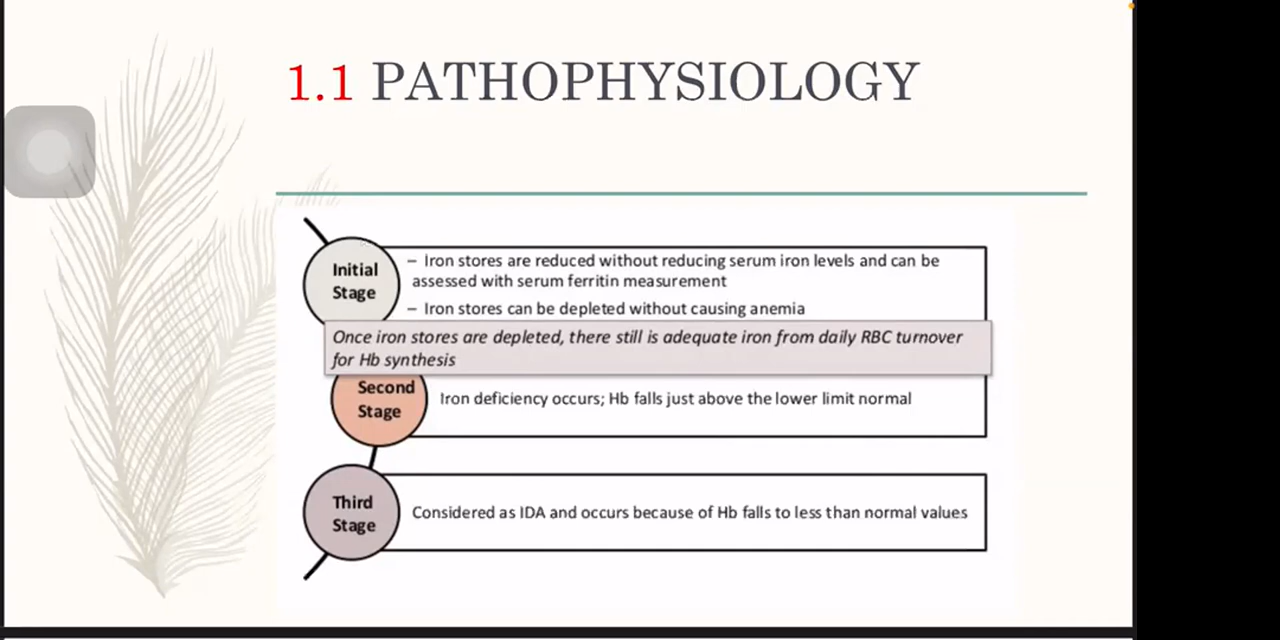 1.1 PATHOPHYSIOLOGY
Initial
Stage
– Iron stores are reduced without reducing serum iron levels and can be
assessed with serum ferritin measurement
– Iron stores can be depleted without causing anemia
Once iron stores are depleted, there still is adequate iron from daily RBC turnover
for Hb synthesis
Second
Stage
Iron deficiency occurs; Hb falls just above the lower limit normal
Third
Stage
Considered as IDA and occurs because of Hb falls to less than normal values